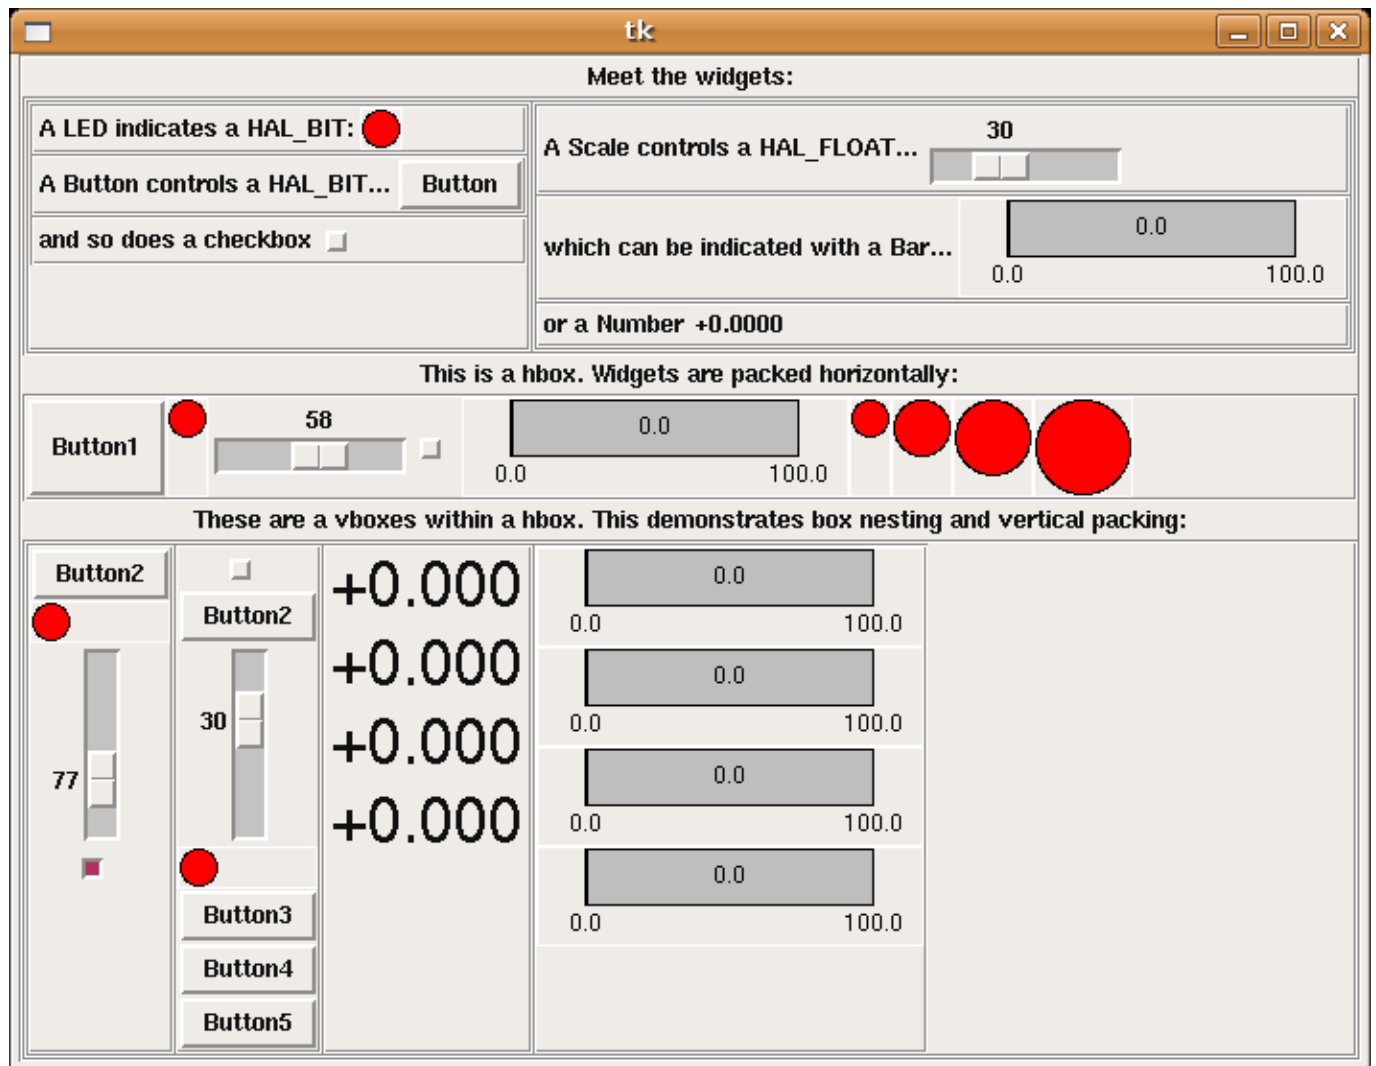 tk
Meet the widgets:
A LED indicates a HAL_BIT:
A Button controls a HAL_BIT... Button
and so does a checkbox
A Scale controls a HAL_FLOAT... 30
which can be indicated with a Bar... 0.0
0.0 100.0
or a Number +0.0000
This is a hbox. Widgets are packed horizontally:
Button1 58 0.0
0.0 100.0
These are a vboxes within a hbox. This demonstrates box nesting and vertical packing:
Button2
77
Button2
30
Button3
Button4
Button5
+0.000
+0.000
+0.000
+0.000
0.0
0.0 100.0
0.0
0.0 100.0
0.0
0.0 100.0
0.0
0.0 100.0